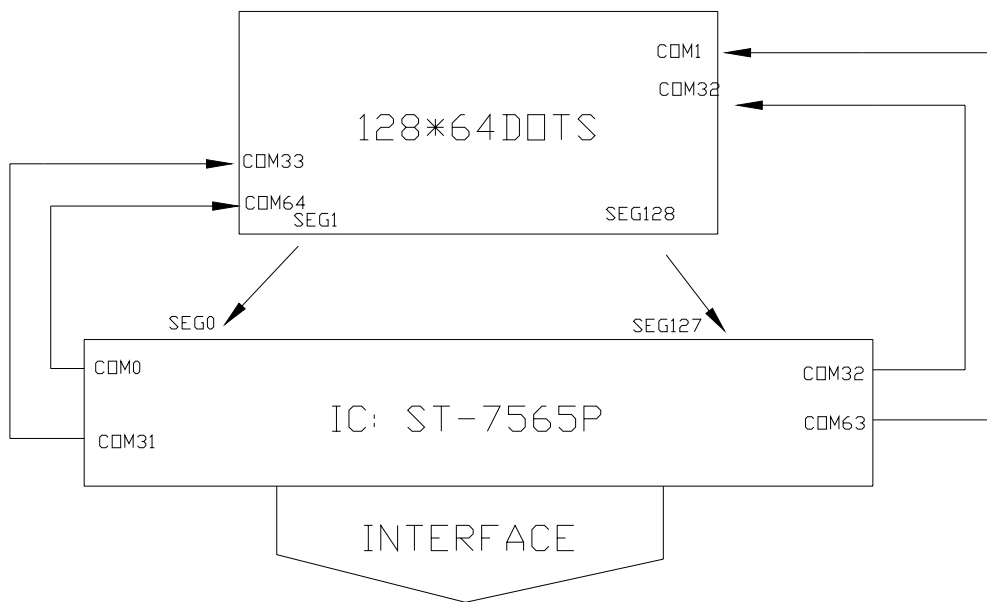 COM1
COM32
128*64DOTS
COM33
COM64
SEG1
SEG128
SEG0
SEG127
COM0
COM32
IC: ST-7565P
COM31
COM63
INTERFACE